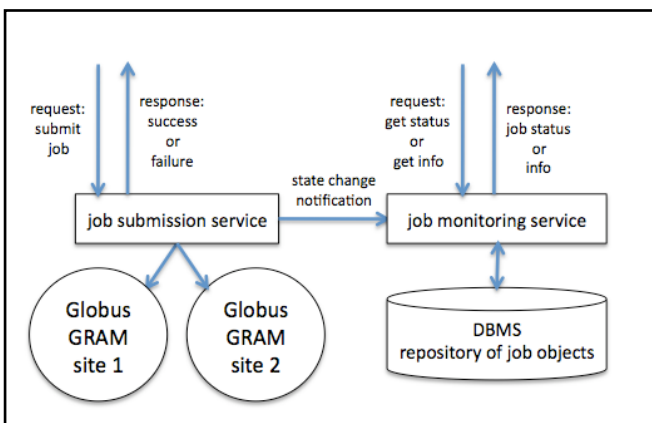 request:
submit
job
response:
success
or
failure
request:
get status
or
get info
response:
job status
or
info
state change
notification
job submission service
job monitoring service
Globus
GRAM
site 1
Globus
GRAM
site 2
DBMS
repository of job objects